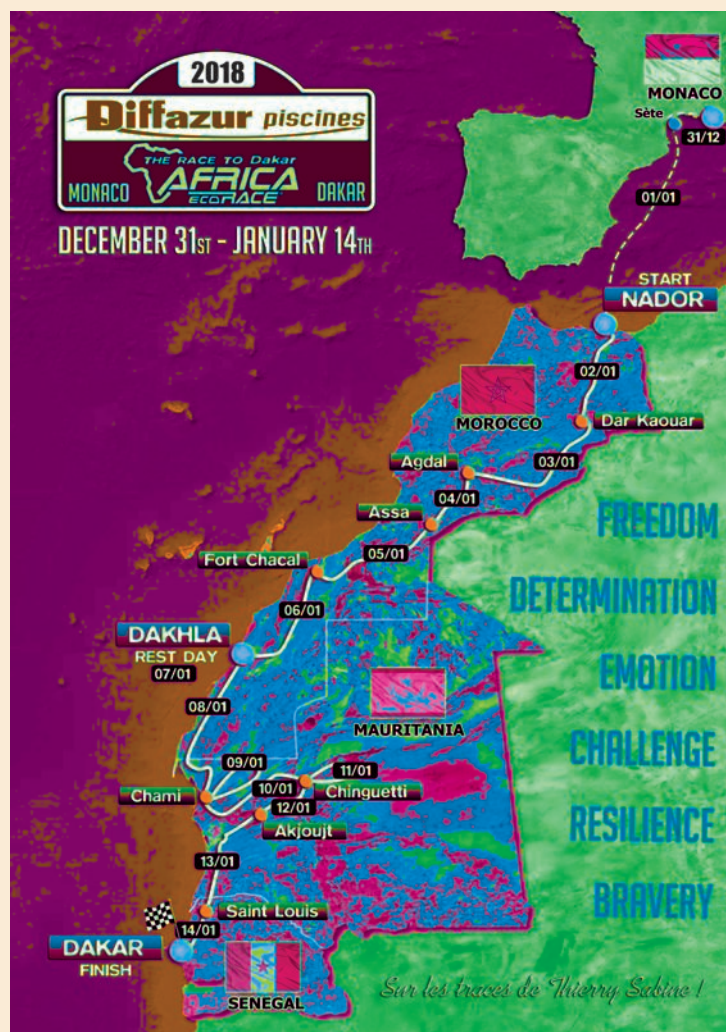 2018
Diffazur piscines
THE RACE TO Dakar
AFRICA
ECORACE
MONACO
DAKAR
DECEMBER 31ST - JANUARY 14TH
MONACO
Sète
31/12
01/01
START
NADOR
02/01
MOROCCO
Dar Kaouar
03/01
Agdal
04/01
Assa
FREEDOM
05/01
Fort Chacal
DETERMINATION
06/01
DAKHLA
REST DAY
07/01
EMOTION
08/01
MAURITANIA
CHALLENGE
09/01
11/01
10/01
Chinguetti
Chami
12/01
Akjoujt
RESILIENCE
13/01
BRAVERY
Saint Louis
14/01
DAKAR
FINISH
SENEGAL
Sur les traces de Thierry Sabine !